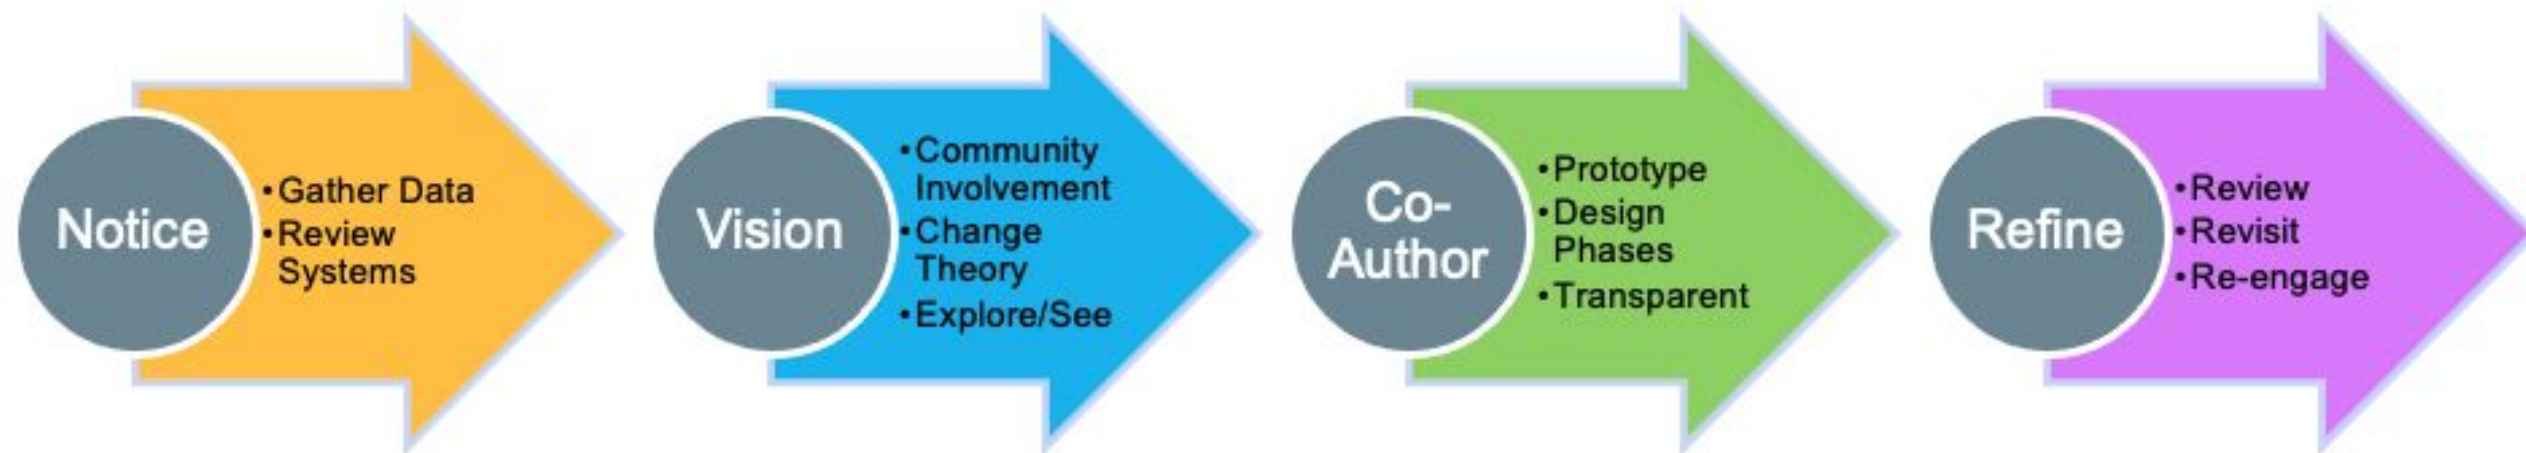 Notice
•Gather Data
•Review
Systems
Vision
•Community
Involvement
•Change
Theory
•Explore/See
Co-
Author
•Prototype
•Design
Phases
•Transparent
Refine
•Review
•Revisit
•Re-engage